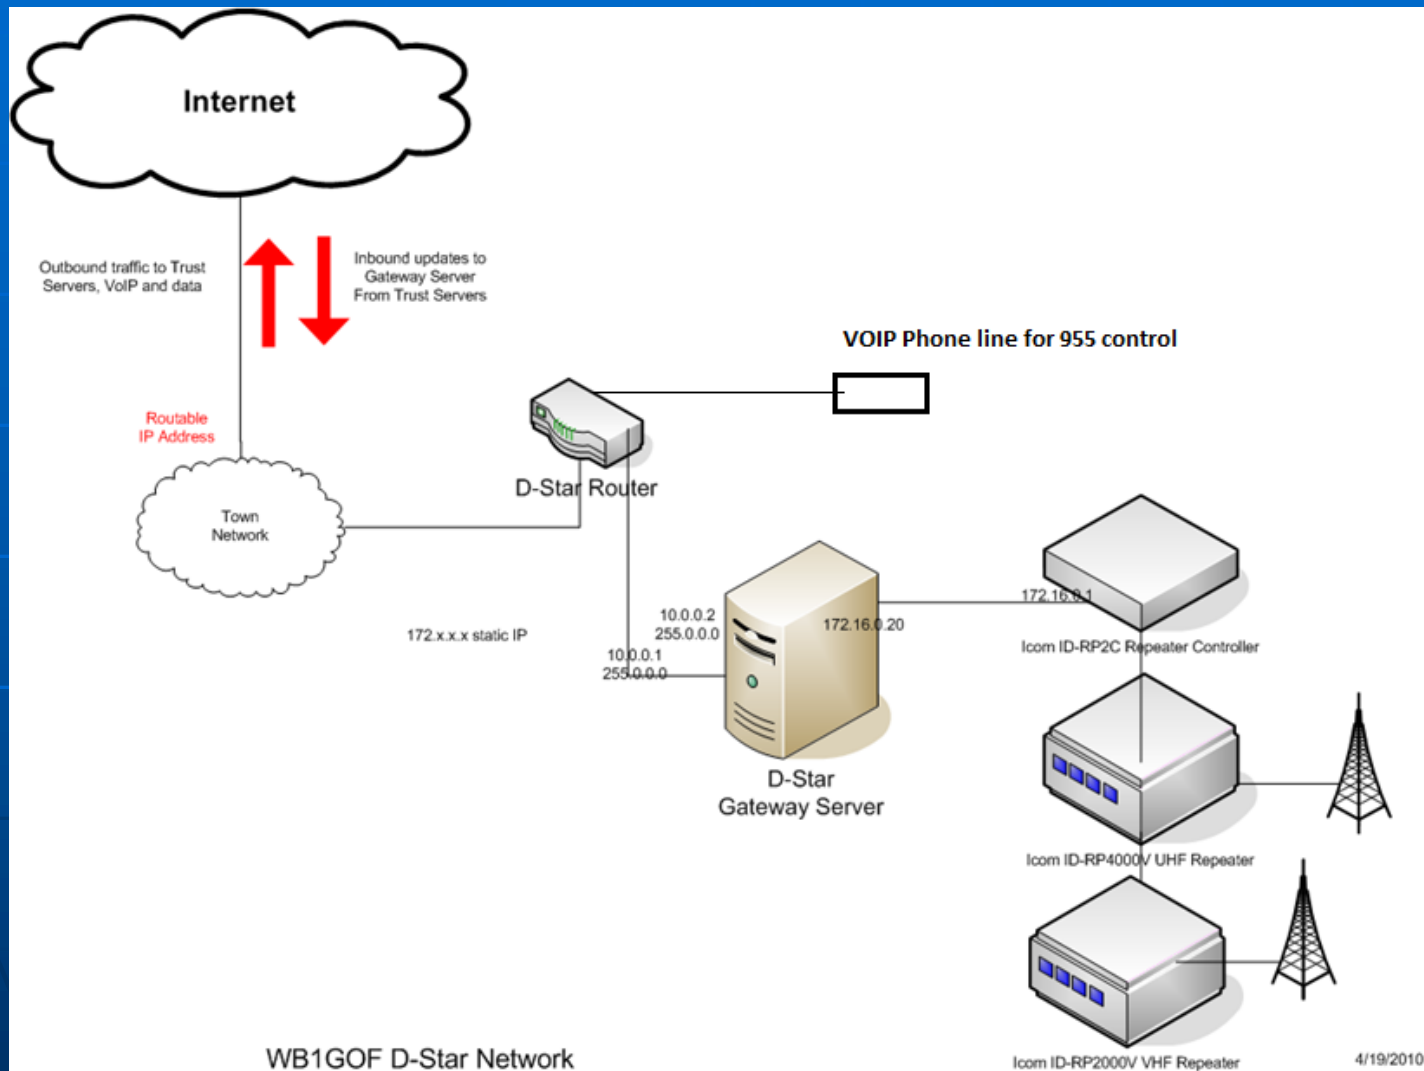 Internet
Outbound traffic to Trust
Servers, VoIP and data
Inbound updates to
Gateway Server
From Trust Servers
VOIP Phone line for 955 control
Routable
IP Address
D-Star Router
Town
Network
172.x.x.x static IP
10.0.0.2
255.0.0.0
10.0.0.1
255.0.0.0
172.16.0.20
172.16.0.1
Icom ID-RP2C Repeater Controller
D-Star
Gateway Server
Icom ID-RP4000V UHF Repeater
Icom ID-RP2000V VHF Repeater
WB1GOF D-Star Network
4/19/2010